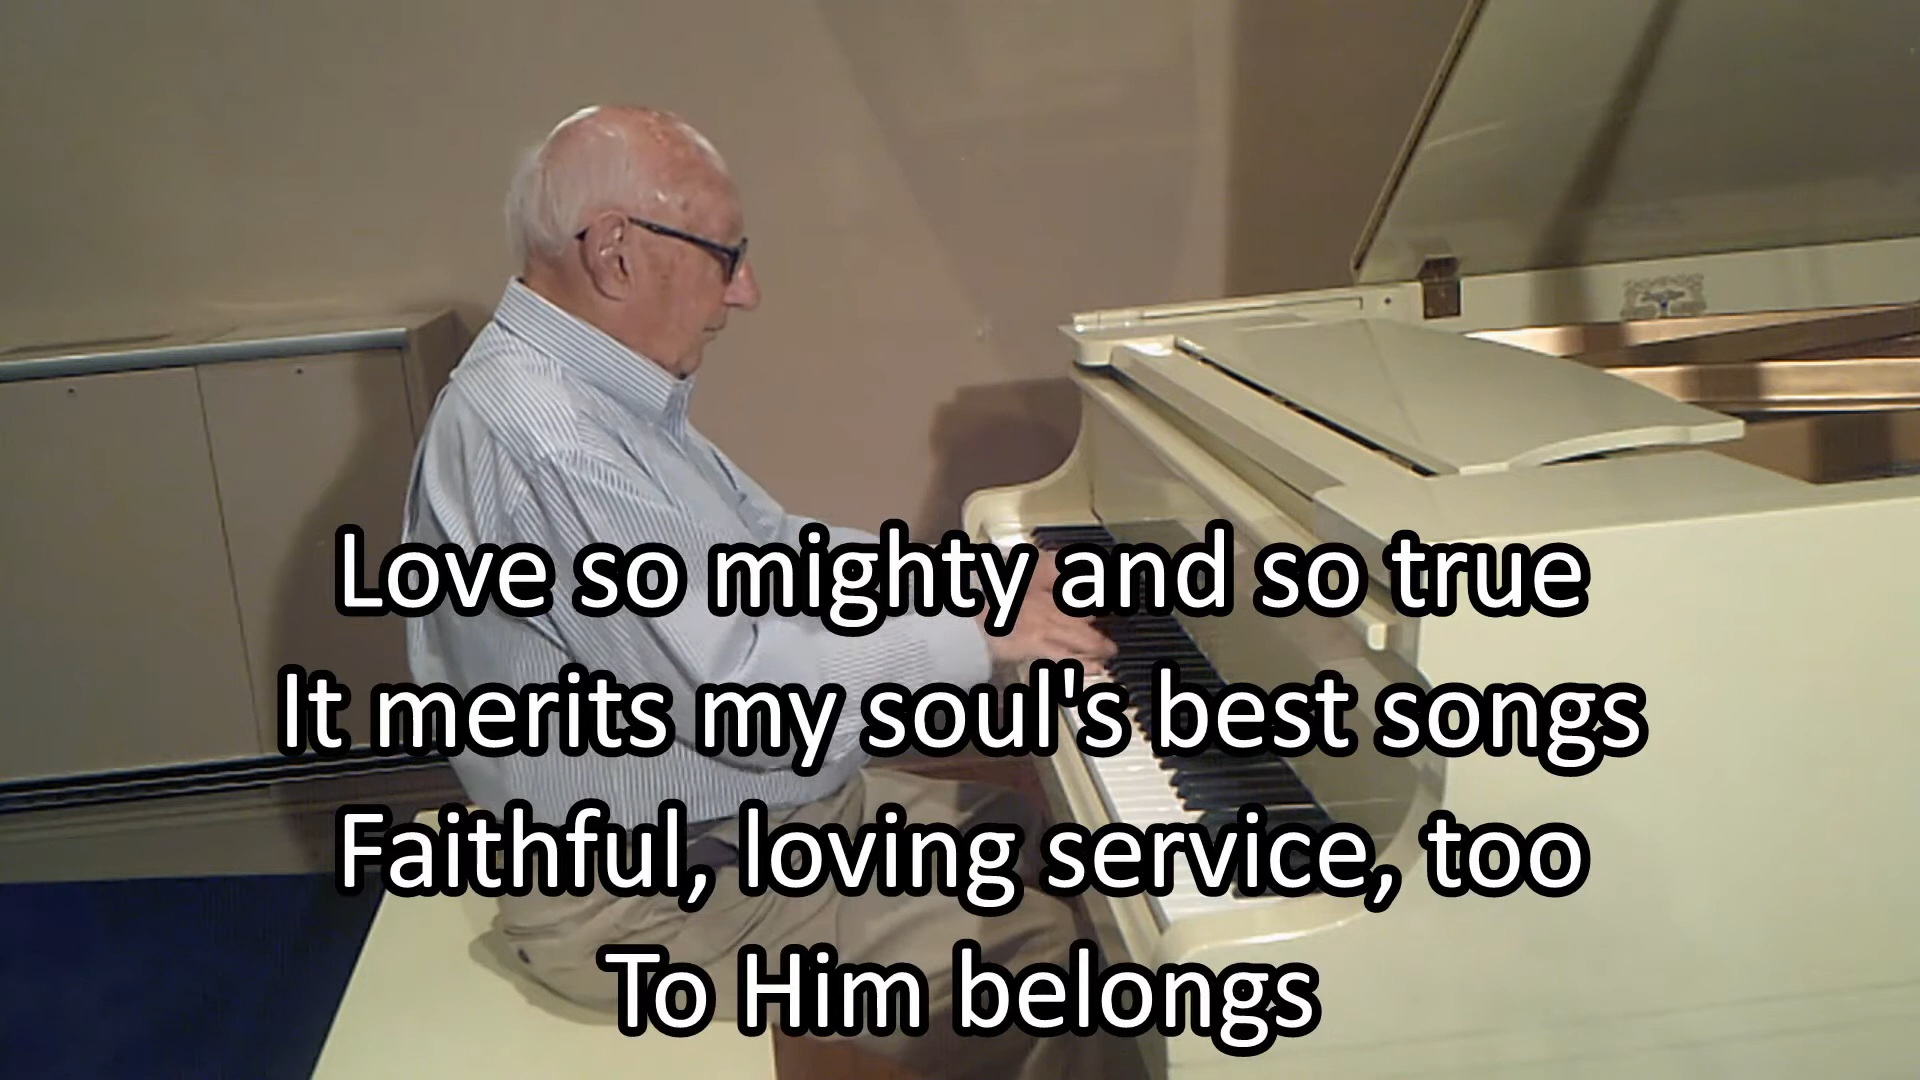 Love so mighty and so true
It merits my soul's best songs
Faithful, loving service, too
To Him belongs